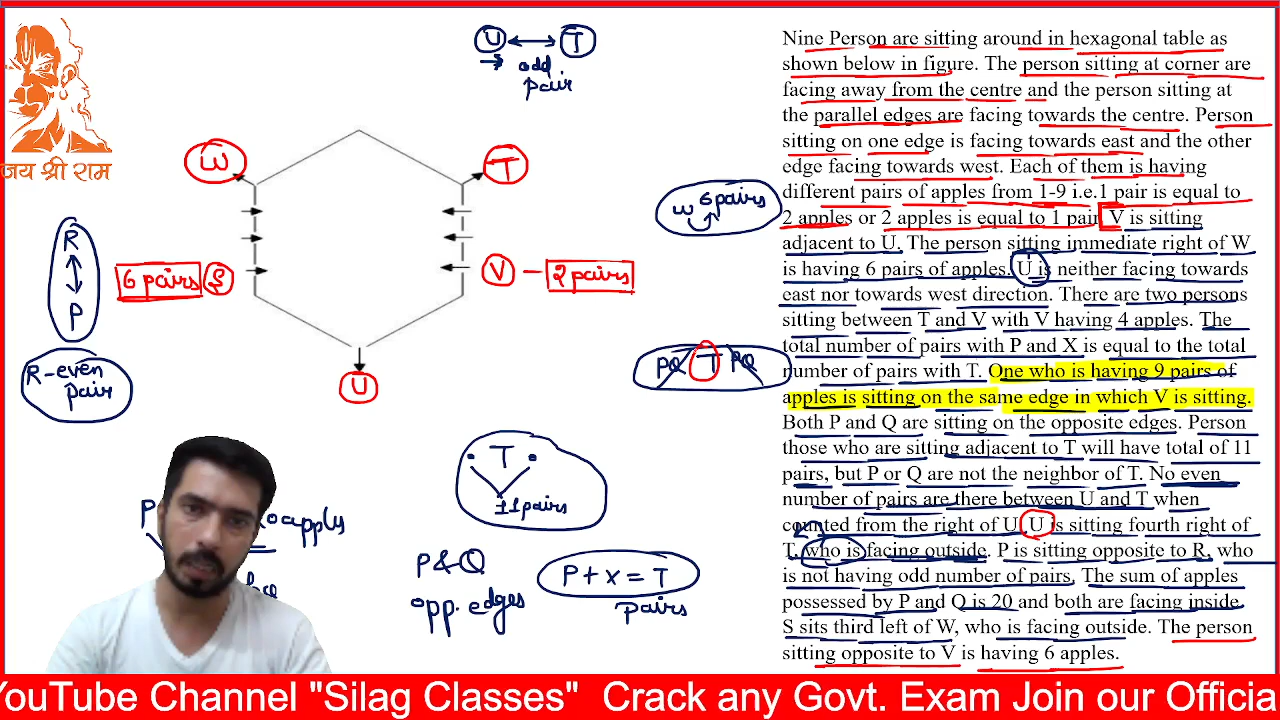 जय श्री राम
U ↔ T
odd
pair
W
T
w 6 pairs
R
P
6 pairs S
V - 2 pairs
R-even
pair
U
PQ T PQ
T
11 pairs
P
20 apples
P&Q
opp. edges
P + x = T
pairs
Nine Person are sitting around in hexagonal table as
shown below in figure. The person sitting at corner are
facing away from the centre and the person sitting at
the parallel edges are facing towards the centre. Person
sitting on one edge is facing towards east and the other
edge facing towards west. Each of them is having
different pairs of apples from 1-9 i.e.1 pair is equal to
2 apples or 2 apples is equal to 1 pair V is sitting
adjacent to U. The person sitting immediate right of W
is having 6 pairs of apples. U is neither facing towards
east nor towards west direction. There are two persons
sitting between T and V with V having 4 apples. The
total number of pairs with P and X is equal to the total
number of pairs with T. One who is having 9 pairs of
apples is sitting on the same edge in which V is sitting.
Both P and Q are sitting on the opposite edges. Person
those who are sitting adjacent to T will have total of 11
pairs, but P or Q are not the neighbor of T. No even
number of pairs are there between U and T when
counted from the right of U. U is sitting fourth right of
T, who is facing outside. P is sitting opposite to R, who
is not having odd number of pairs. The sum of apples
possessed by P and Q is 20 and both are facing inside.
S sits third left of W, who is facing outside. The person
sitting opposite to V is having 6 apples.
YouTube Channel "Silag Classes" Crack any Govt. Exam Join our Officia